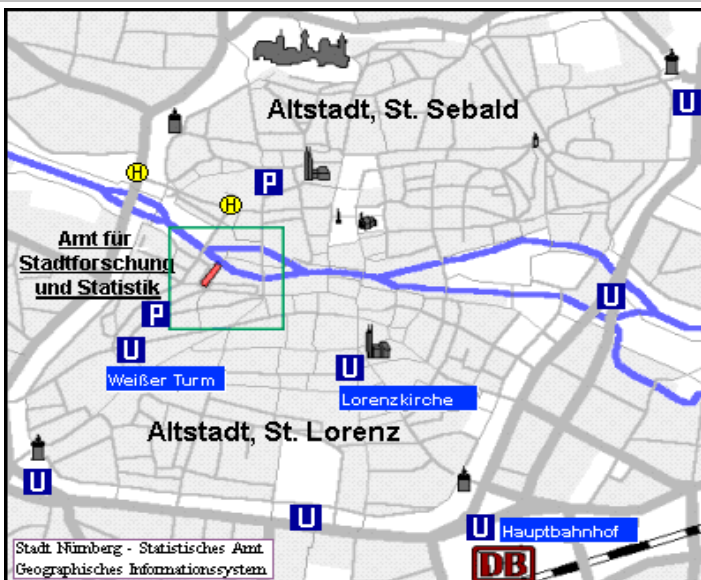 Altstadt, St. Sebald
U
H
P
H
Amt für
Stadtforschung
und Statistik
U
P
U
Weißer Turm
U
Lorenzkirche
Altstadt, St. Lorenz
U
U
U
Hauptbahnhof
DB
Stadt Nürnberg - Statistisches Amt
Geographisches Informationssystem